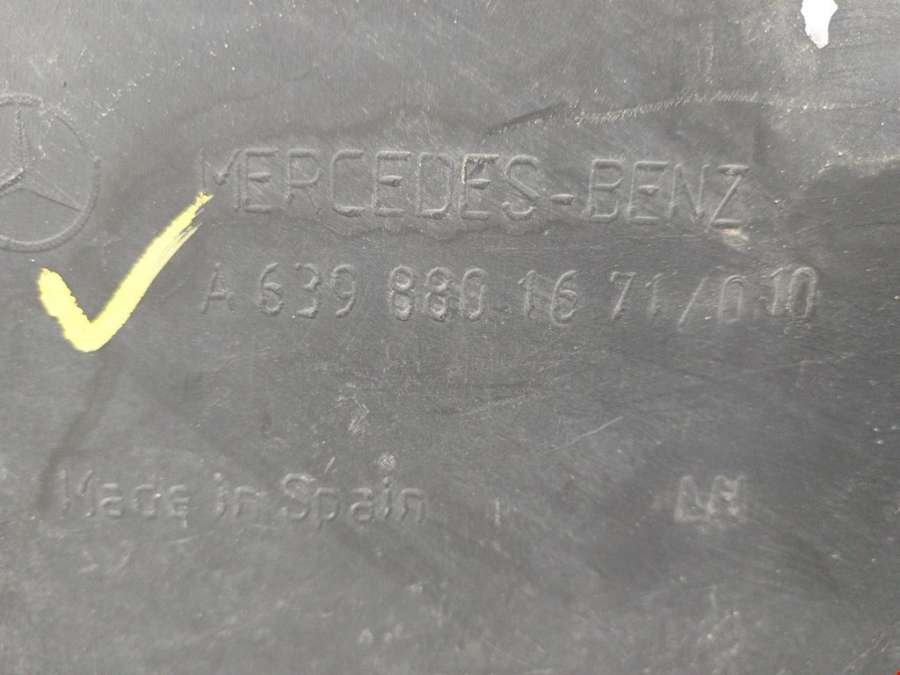 MERCEDES-BENZ
A 639 880 16 71/010
Made in Spain